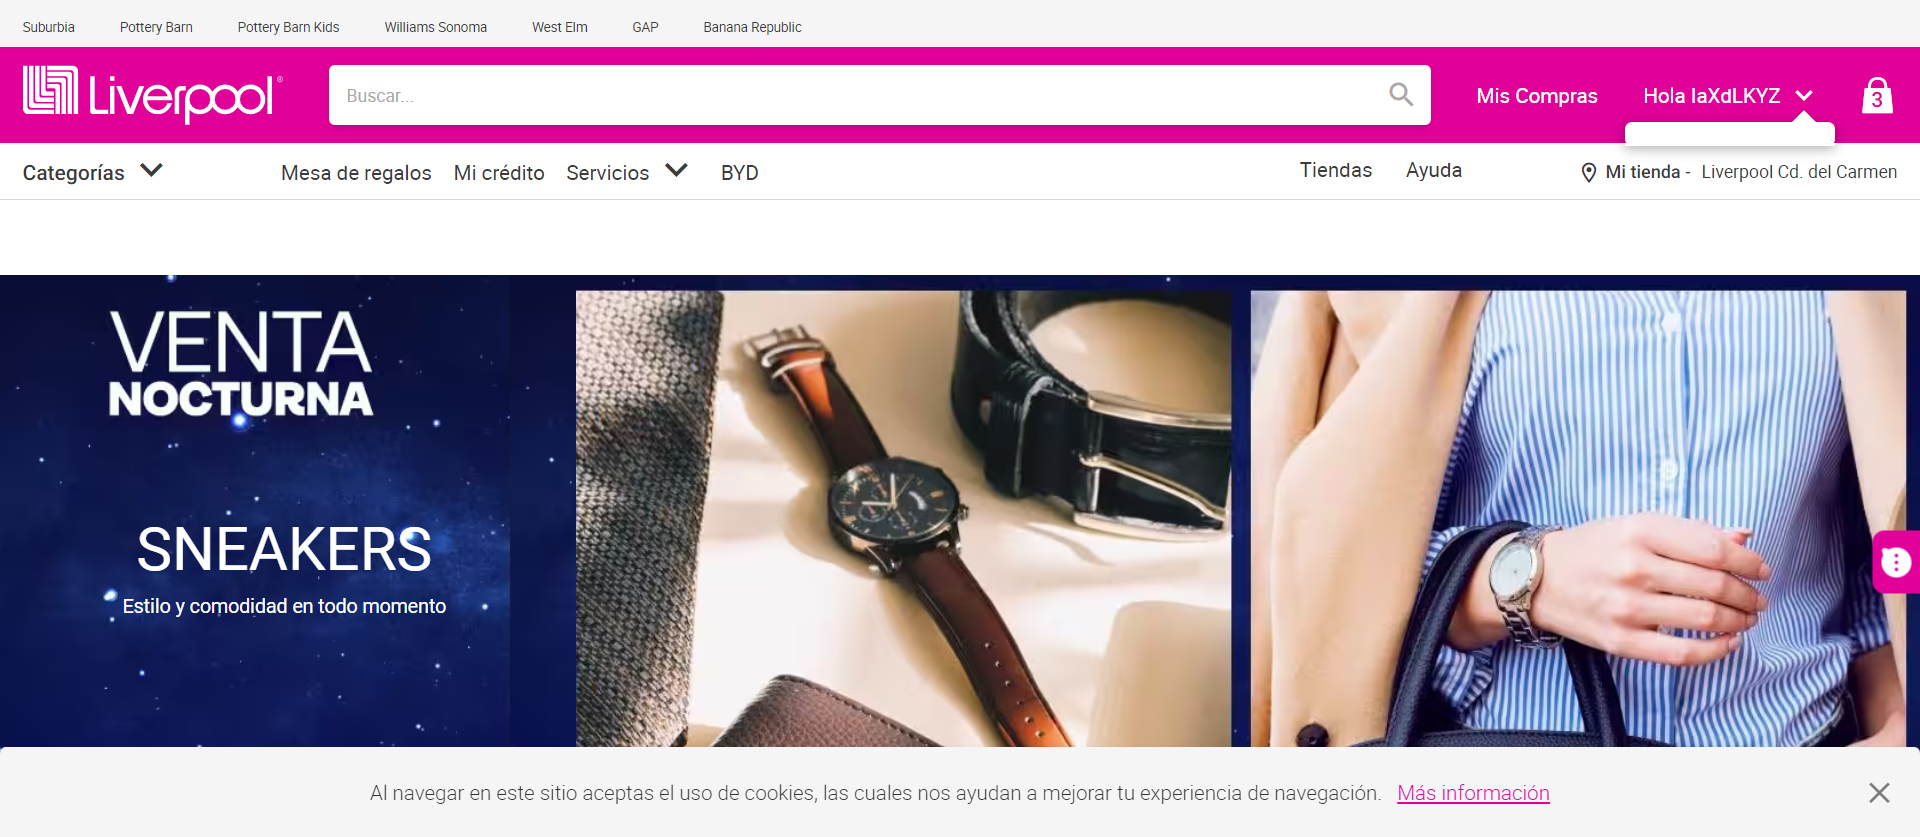 Suburbia
Pottery Barn
Pottery Barn Kids
Williams Sonoma
West Elm
GAP
Banana Republic
Liverpool®
Buscar...
Mis Compras
Hola IaXdLKYZ
3
Categorías
Mesa de regalos
Mi crédito
Servicios
BYD
Tiendas
Ayuda
Mi tienda - Liverpool Cd. del Carmen
VENTA
NOCTURNA
SNEAKERS
Estilo y comodidad en todo momento
Al navegar en este sitio aceptas el uso de cookies, las cuales nos ayudan a mejorar tu experiencia de navegación. Más información